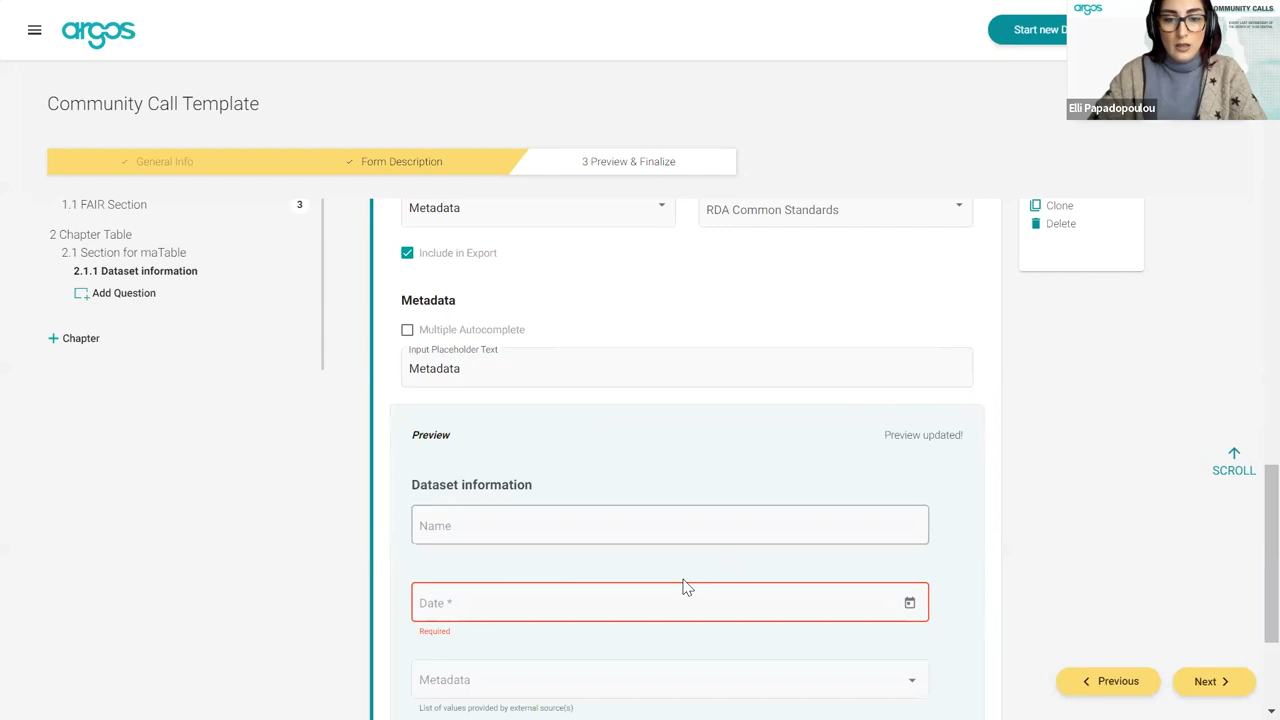 argos
Start new D
argos
OMMUNITY CALLS
Elli Papadopoulou
Community Call Template
General Info
Form Description
3 Preview & Finalize
1.1 FAIR Section
3
2 Chapter Table
2.1 Section for maTable
2.1.1 Dataset information
Add Question
Chapter
Metadata
RDA Common Standards
Include in Export
Clone
Delete
Metadata
Multiple Autocomplete
Input Placeholder Text
Metadata
Preview
Preview updated!
Dataset information
Name
Date *
Required
Metadata
List of values provided by external source(s)
SCROLL
Previous
Next